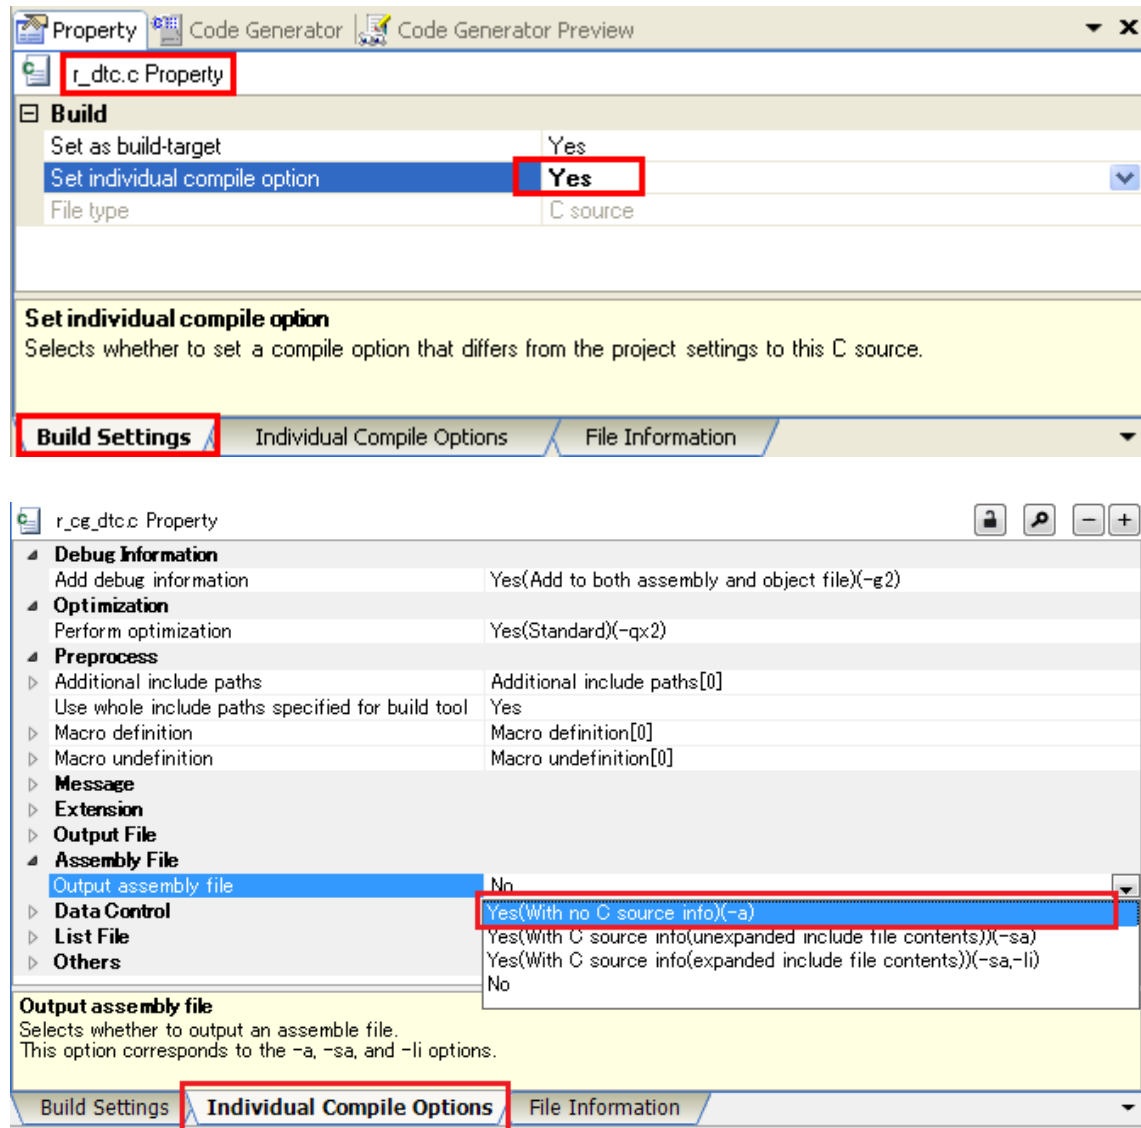 Property Code Generator Code Generator Preview
r_dtc.c Property
Build
Set as build-target Yes
Set individual compile option Yes
File type C source
Set individual compile option
Selects whether to set a compile option that differs from the project settings to this C source.
Build Settings Individual Compile Options File Information
r_cg_dtc.c Property
Debug Information
Add debug information Yes(Add to both assembly and object file)(-g2)
Optimization
Perform optimization Yes(Standard)(-qx2)
Preprocess
Additional include paths Additional include paths[0]
Use whole include paths specified for build tool Yes
Macro definition Macro definition[0]
Macro undefinition Macro undefinition[0]
Message
Extension
Output File
Assembly File
Output assembly file No
Data Control Yes(With no C source info)(-a)
List File Yes(With C source info(unexpanded include file contents))(-sa)
Others Yes(With C source info(expanded include file contents))(-sa,-li)
No
Output assembly file
Selects whether to output an assemble file.
This option corresponds to the -a, -sa, and -li options.
Build Settings Individual Compile Options File Information